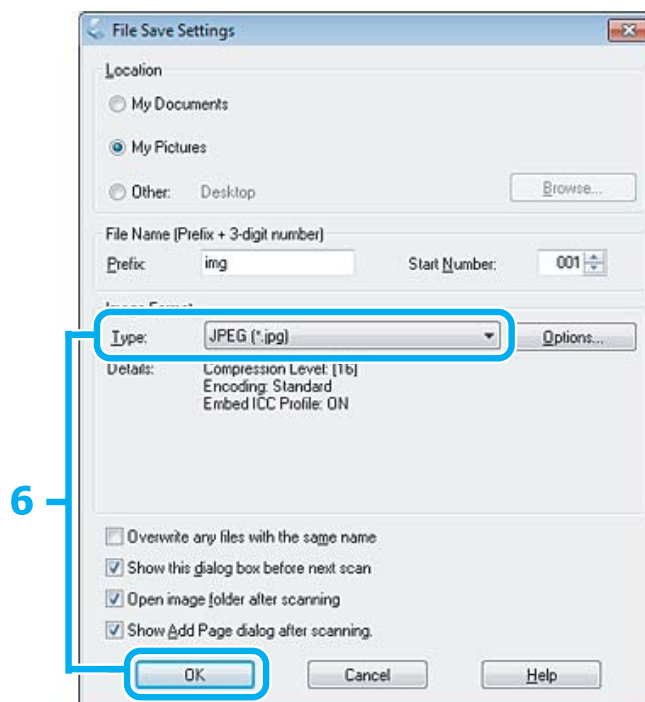 File Save Settings
Location
My Documents
My Pictures
Other: Desktop Browse...
File Name (Prefix + 3-digit number)
Prefix: img Start Number: 001
Image Format
Type: JPEG (*.jpg) Options...
Details: Compression Level: [16]
Encoding: Standard
Embed ICC Profile: ON
6
Overwrite any files with the same name
Show this dialog box before next scan
Open image folder after scanning
Show Add Page dialog after scanning.
OK Cancel Help